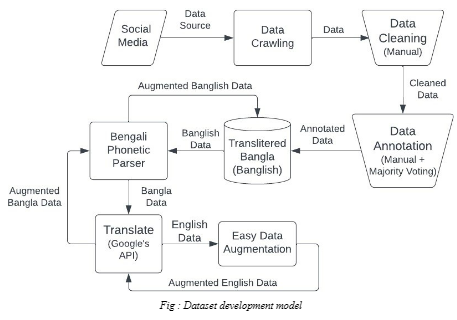 Social
Media
Data
Source
Data
Crawling
Data
Data
Cleaning
(Manual)
Cleaned
Data
Augmented Banglish Data
Bengali
Phonetic
Parser
Banglish
Data
Translitered
Bangla
(Banglish)
Annotated
Data
Data
Annotation
(Manual +
Majority Voting)
Augmented
Bangla Data
Bangla
Data
Translate
(Google's
API)
English
Data
Easy Data
Augmentation
Augmented English Data
Fig : Dataset development model